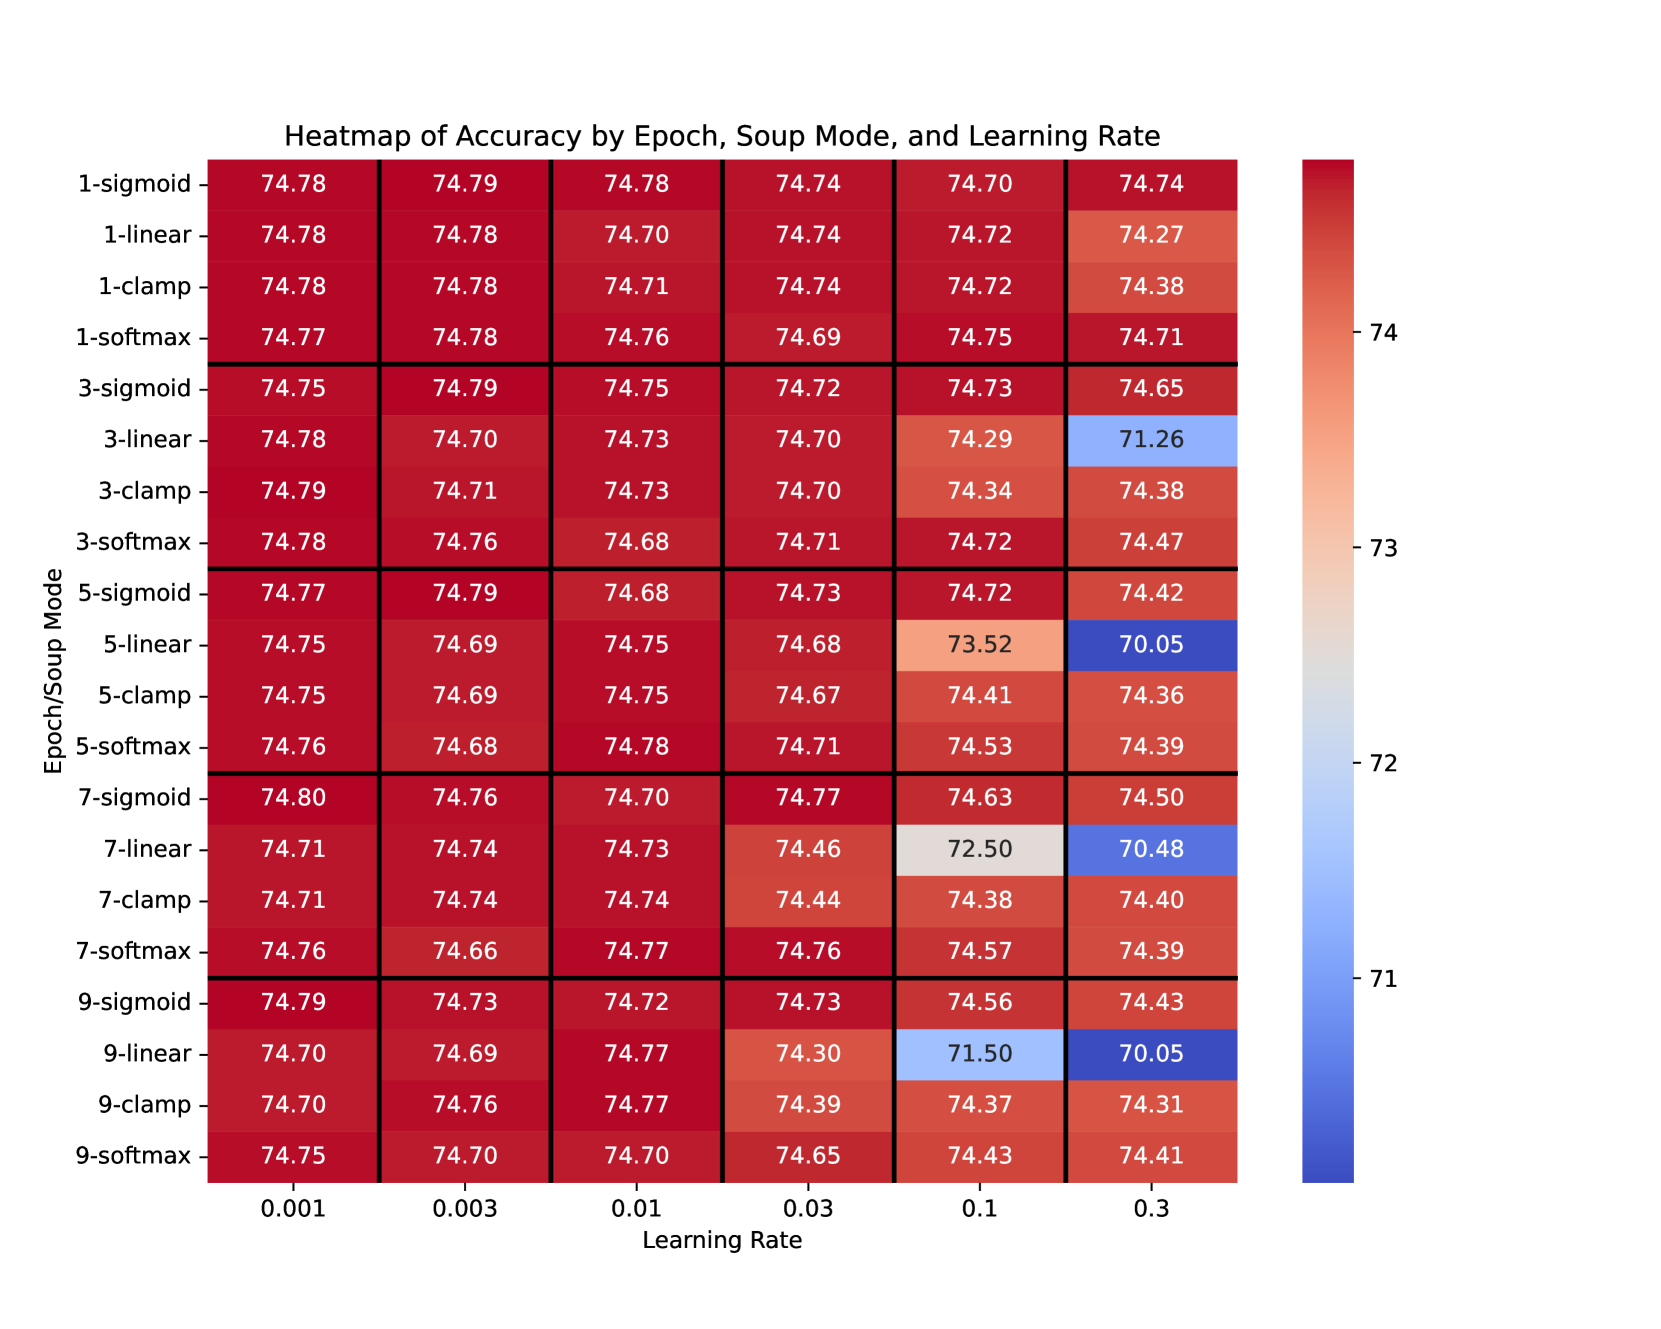 Heatmap of Accuracy by Epoch, Soup Mode, and Learning Rate
1-sigmoid 74.78 74.79 74.78 74.74 74.70 74.74
1-linear 74.78 74.78 74.70 74.74 74.72 74.27
1-clamp 74.78 74.78 74.71 74.74 74.72 74.38
1-softmax 74.77 74.78 74.76 74.69 74.75 74.71
3-sigmoid 74.75 74.79 74.75 74.72 74.73 74.65
3-linear 74.78 74.70 74.73 74.70 74.29 71.26
3-clamp 74.79 74.71 74.73 74.70 74.34 74.38
3-softmax 74.78 74.76 74.68 74.71 74.72 74.47
5-sigmoid 74.77 74.79 74.68 74.73 74.72 74.42
5-linear 74.75 74.69 74.75 74.68 73.52 70.05
5-clamp 74.75 74.69 74.75 74.67 74.41 74.36
5-softmax 74.76 74.68 74.78 74.71 74.53 74.39
7-sigmoid 74.80 74.76 74.70 74.77 74.63 74.50
7-linear 74.71 74.74 74.73 74.46 72.50 70.48
7-clamp 74.71 74.74 74.74 74.44 74.38 74.40
7-softmax 74.76 74.66 74.77 74.76 74.57 74.39
9-sigmoid 74.79 74.73 74.72 74.73 74.56 74.43
9-linear 74.70 74.69 74.77 74.30 71.50 70.05
9-clamp 74.70 74.76 74.77 74.39 74.37 74.31
9-softmax 74.75 74.70 74.70 74.65 74.43 74.41
0.001 0.003 0.01 0.03 0.1 0.3
Learning Rate
Epoch/Soup Mode
74
73
72
71